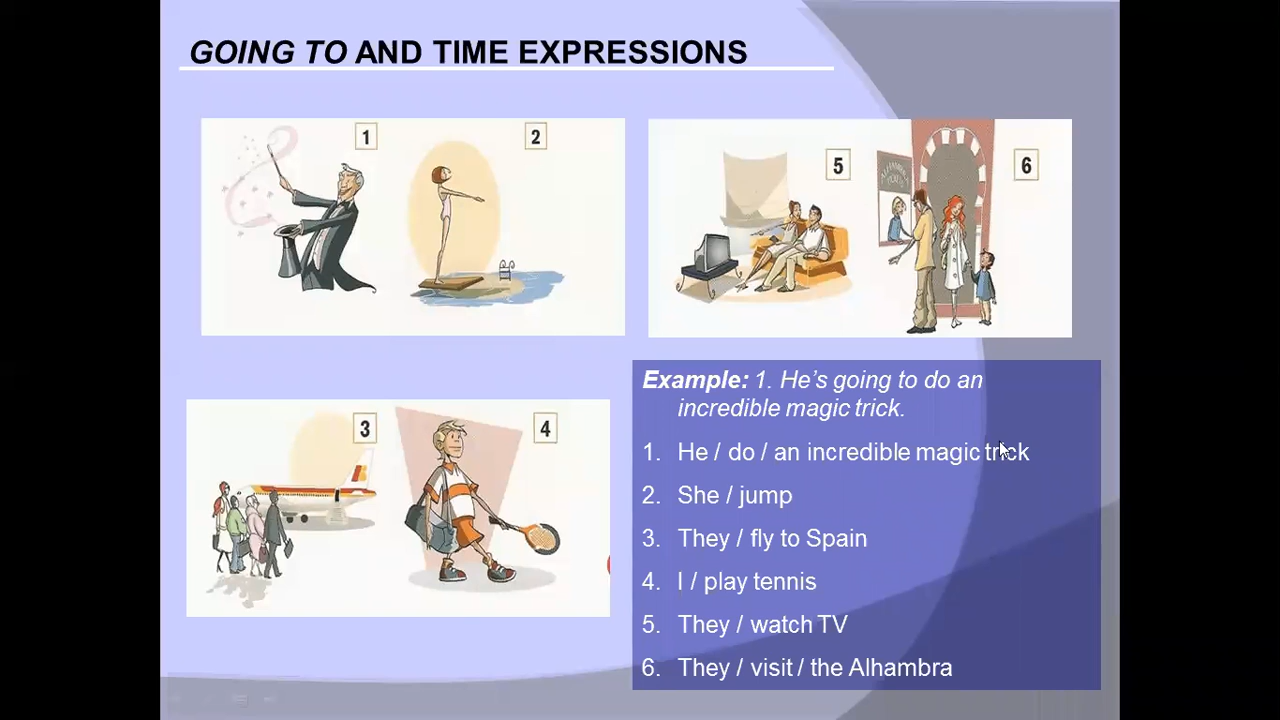 GOING TO AND TIME EXPRESSIONS
1
2
5
6
ALHAMBRA
TICKETS
3
4
Example: 1. He's going to do an
incredible magic trick.
1. He / do / an incredible magic trick
2. She / jump
3. They / fly to Spain
4. I / play tennis
5. They / watch TV
6. They / visit / the Alhambra